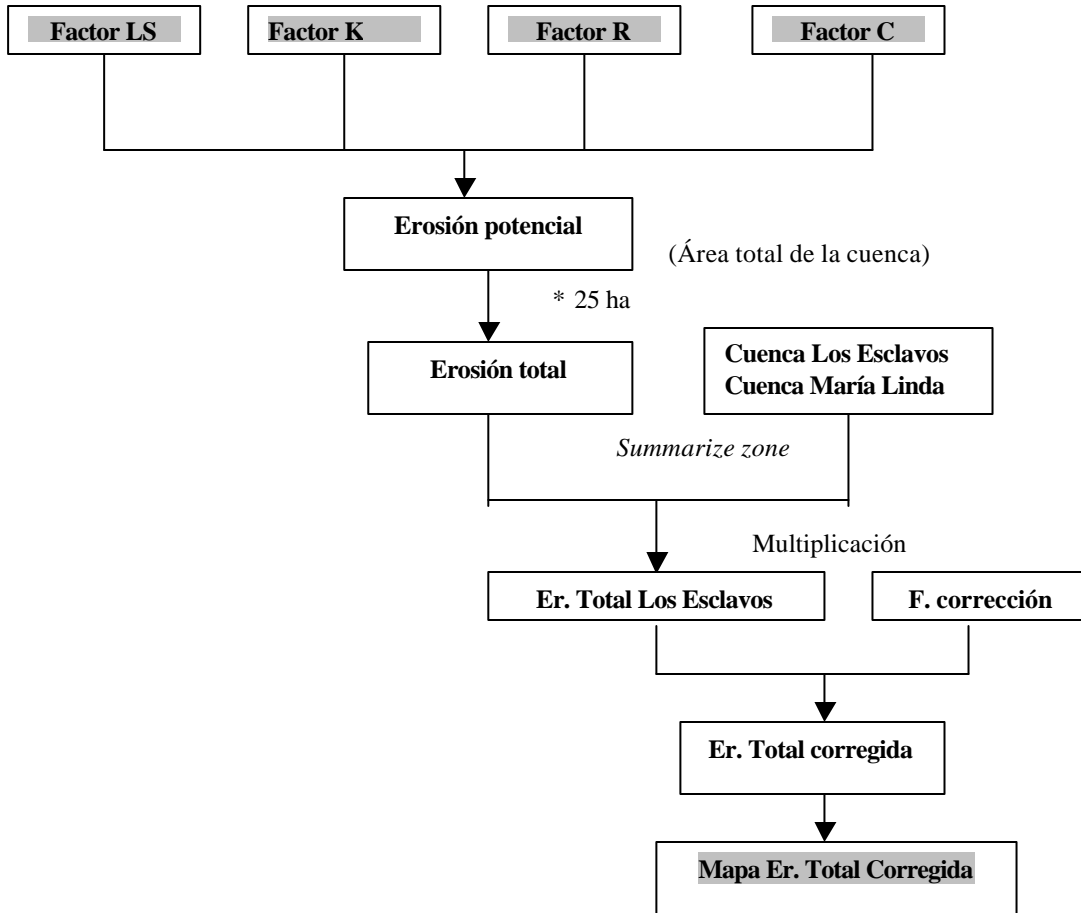 Factor LS
Factor K
Factor R
Factor C
Erosión potencial
(Área total de la cuenca)
* 25 ha
Erosión total
Cuenca Los Esclavos
Cuenca María Linda
Summarize zone
Multiplicación
Er. Total Los Esclavos
F. corrección
Er. Total corregida
Mapa Er. Total Corregida